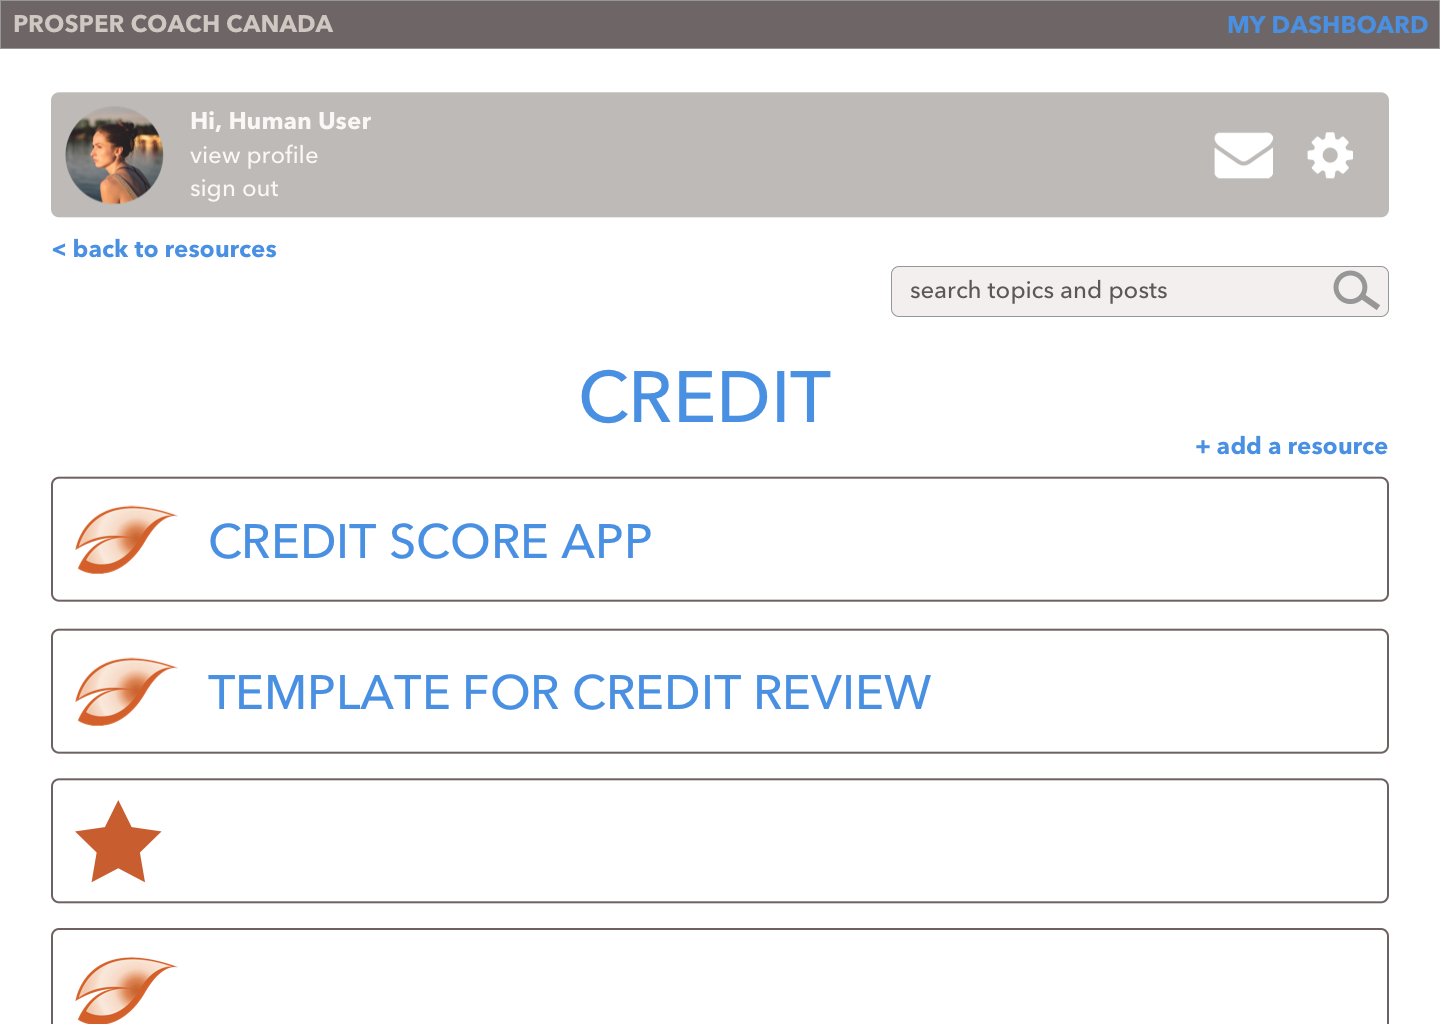 PROSPER COACH CANADA
MY DASHBOARD
Hi, Human User
view profile
sign out
< back to resources
search topics and posts
CREDIT
+ add a resource
CREDIT SCORE APP
TEMPLATE FOR CREDIT REVIEW